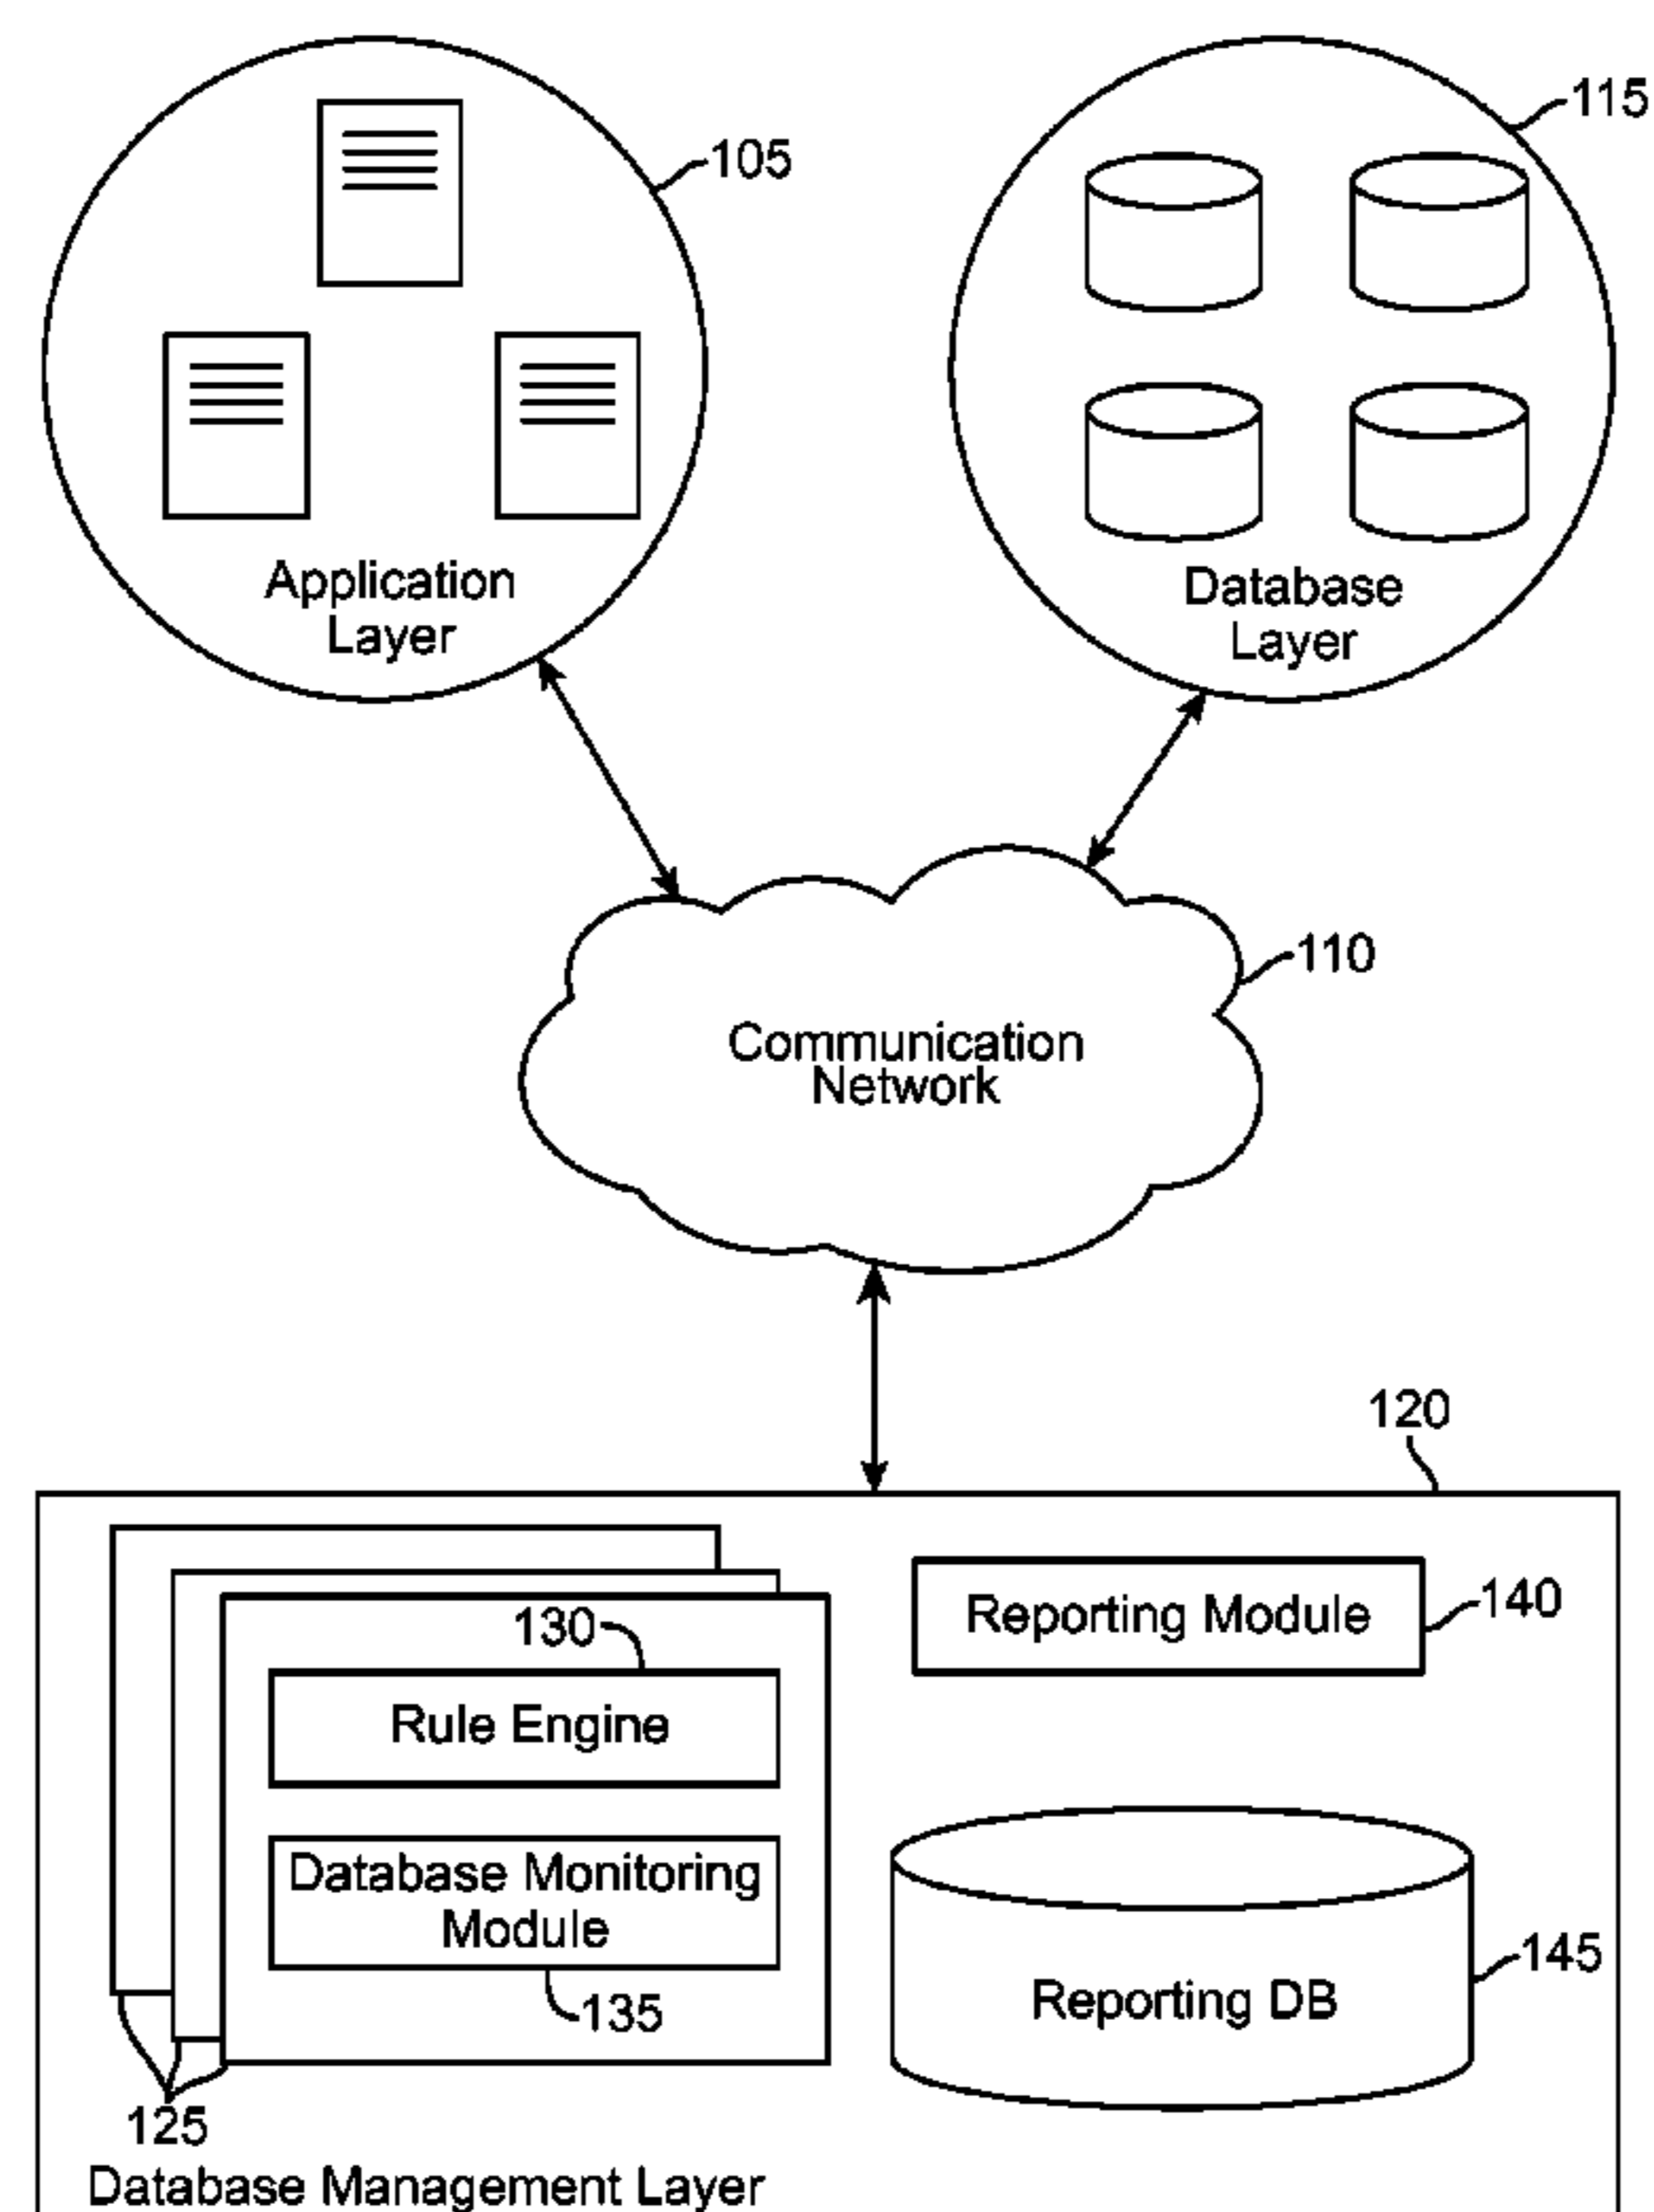 115
105
Application
Layer
Database
Layer
110
Communication
Network
120
130
Reporting Module
140
Rule Engine
Database Monitoring
Module
135
Reporting DB
145
125
Database Management Layer